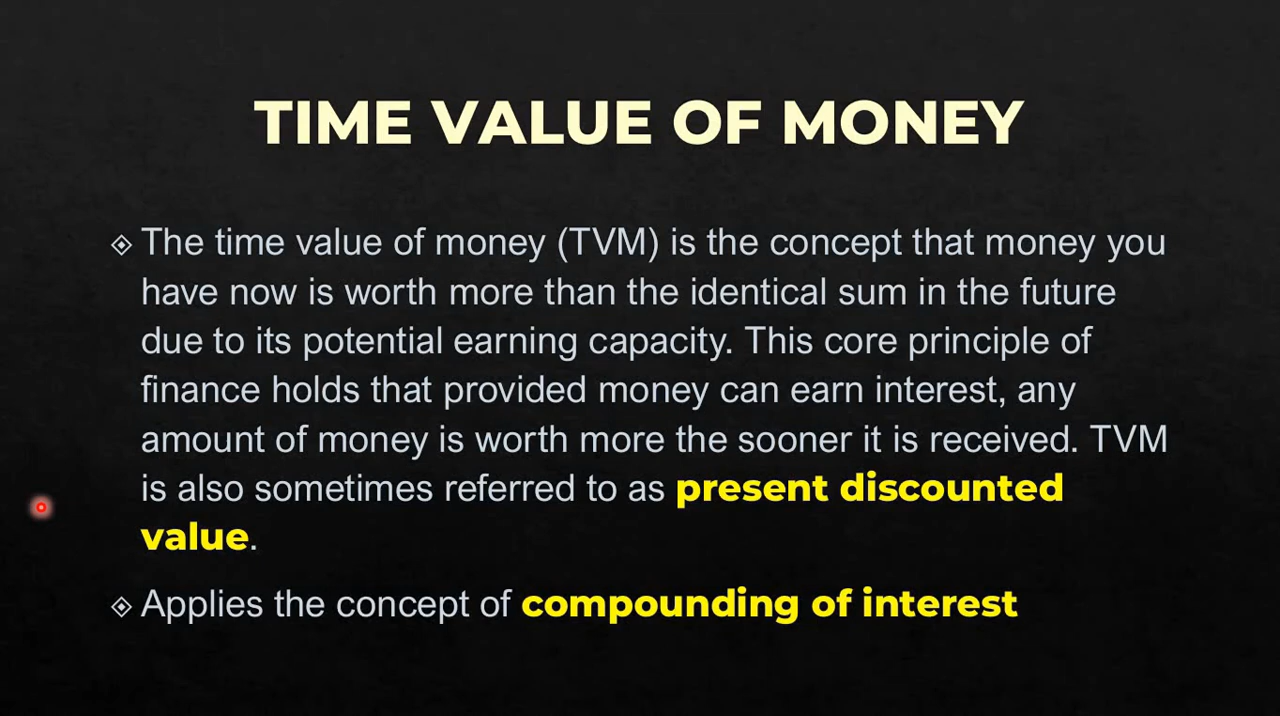 TIME VALUE OF MONEY
The time value of money (TVM) is the concept that money you
have now is worth more than the identical sum in the future
due to its potential earning capacity. This core principle of
finance holds that provided money can earn interest, any
amount of money is worth more the sooner it is received. TVM
is also sometimes referred to as present discounted
value.
Applies the concept of compounding of interest